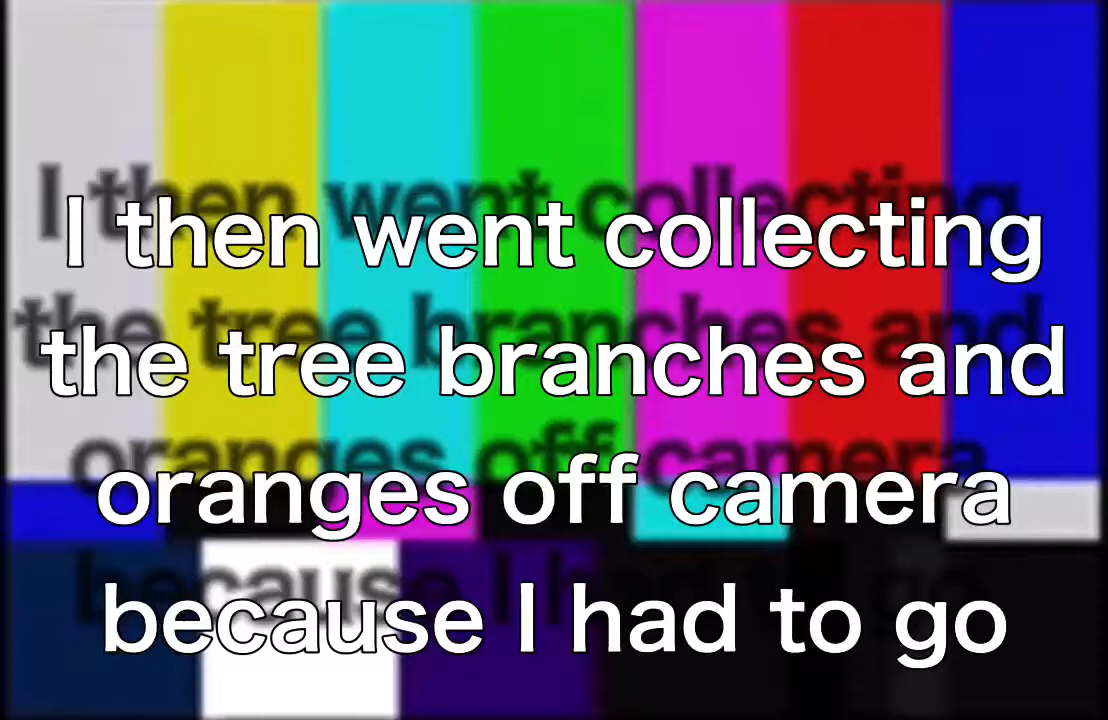 I then went collecting
the tree branches and
oranges off camera
because I had to go